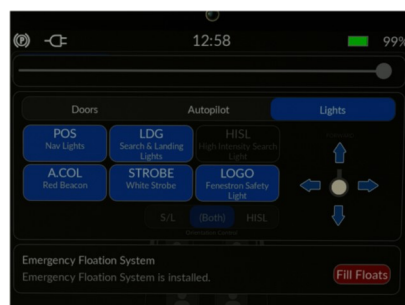 (P) 12:58 99%
Doors Autopilot Lights
POS LDG HISL
Nav Lights Search & Landing High Intensity Search
Lights Light
A.COL STROBE LOGO
Red Beacon White Strobe Fenestron Safety
Light
S/L (Both) HISL
Emergency Floation System
Emergency Floation System is installed. Fill Floats